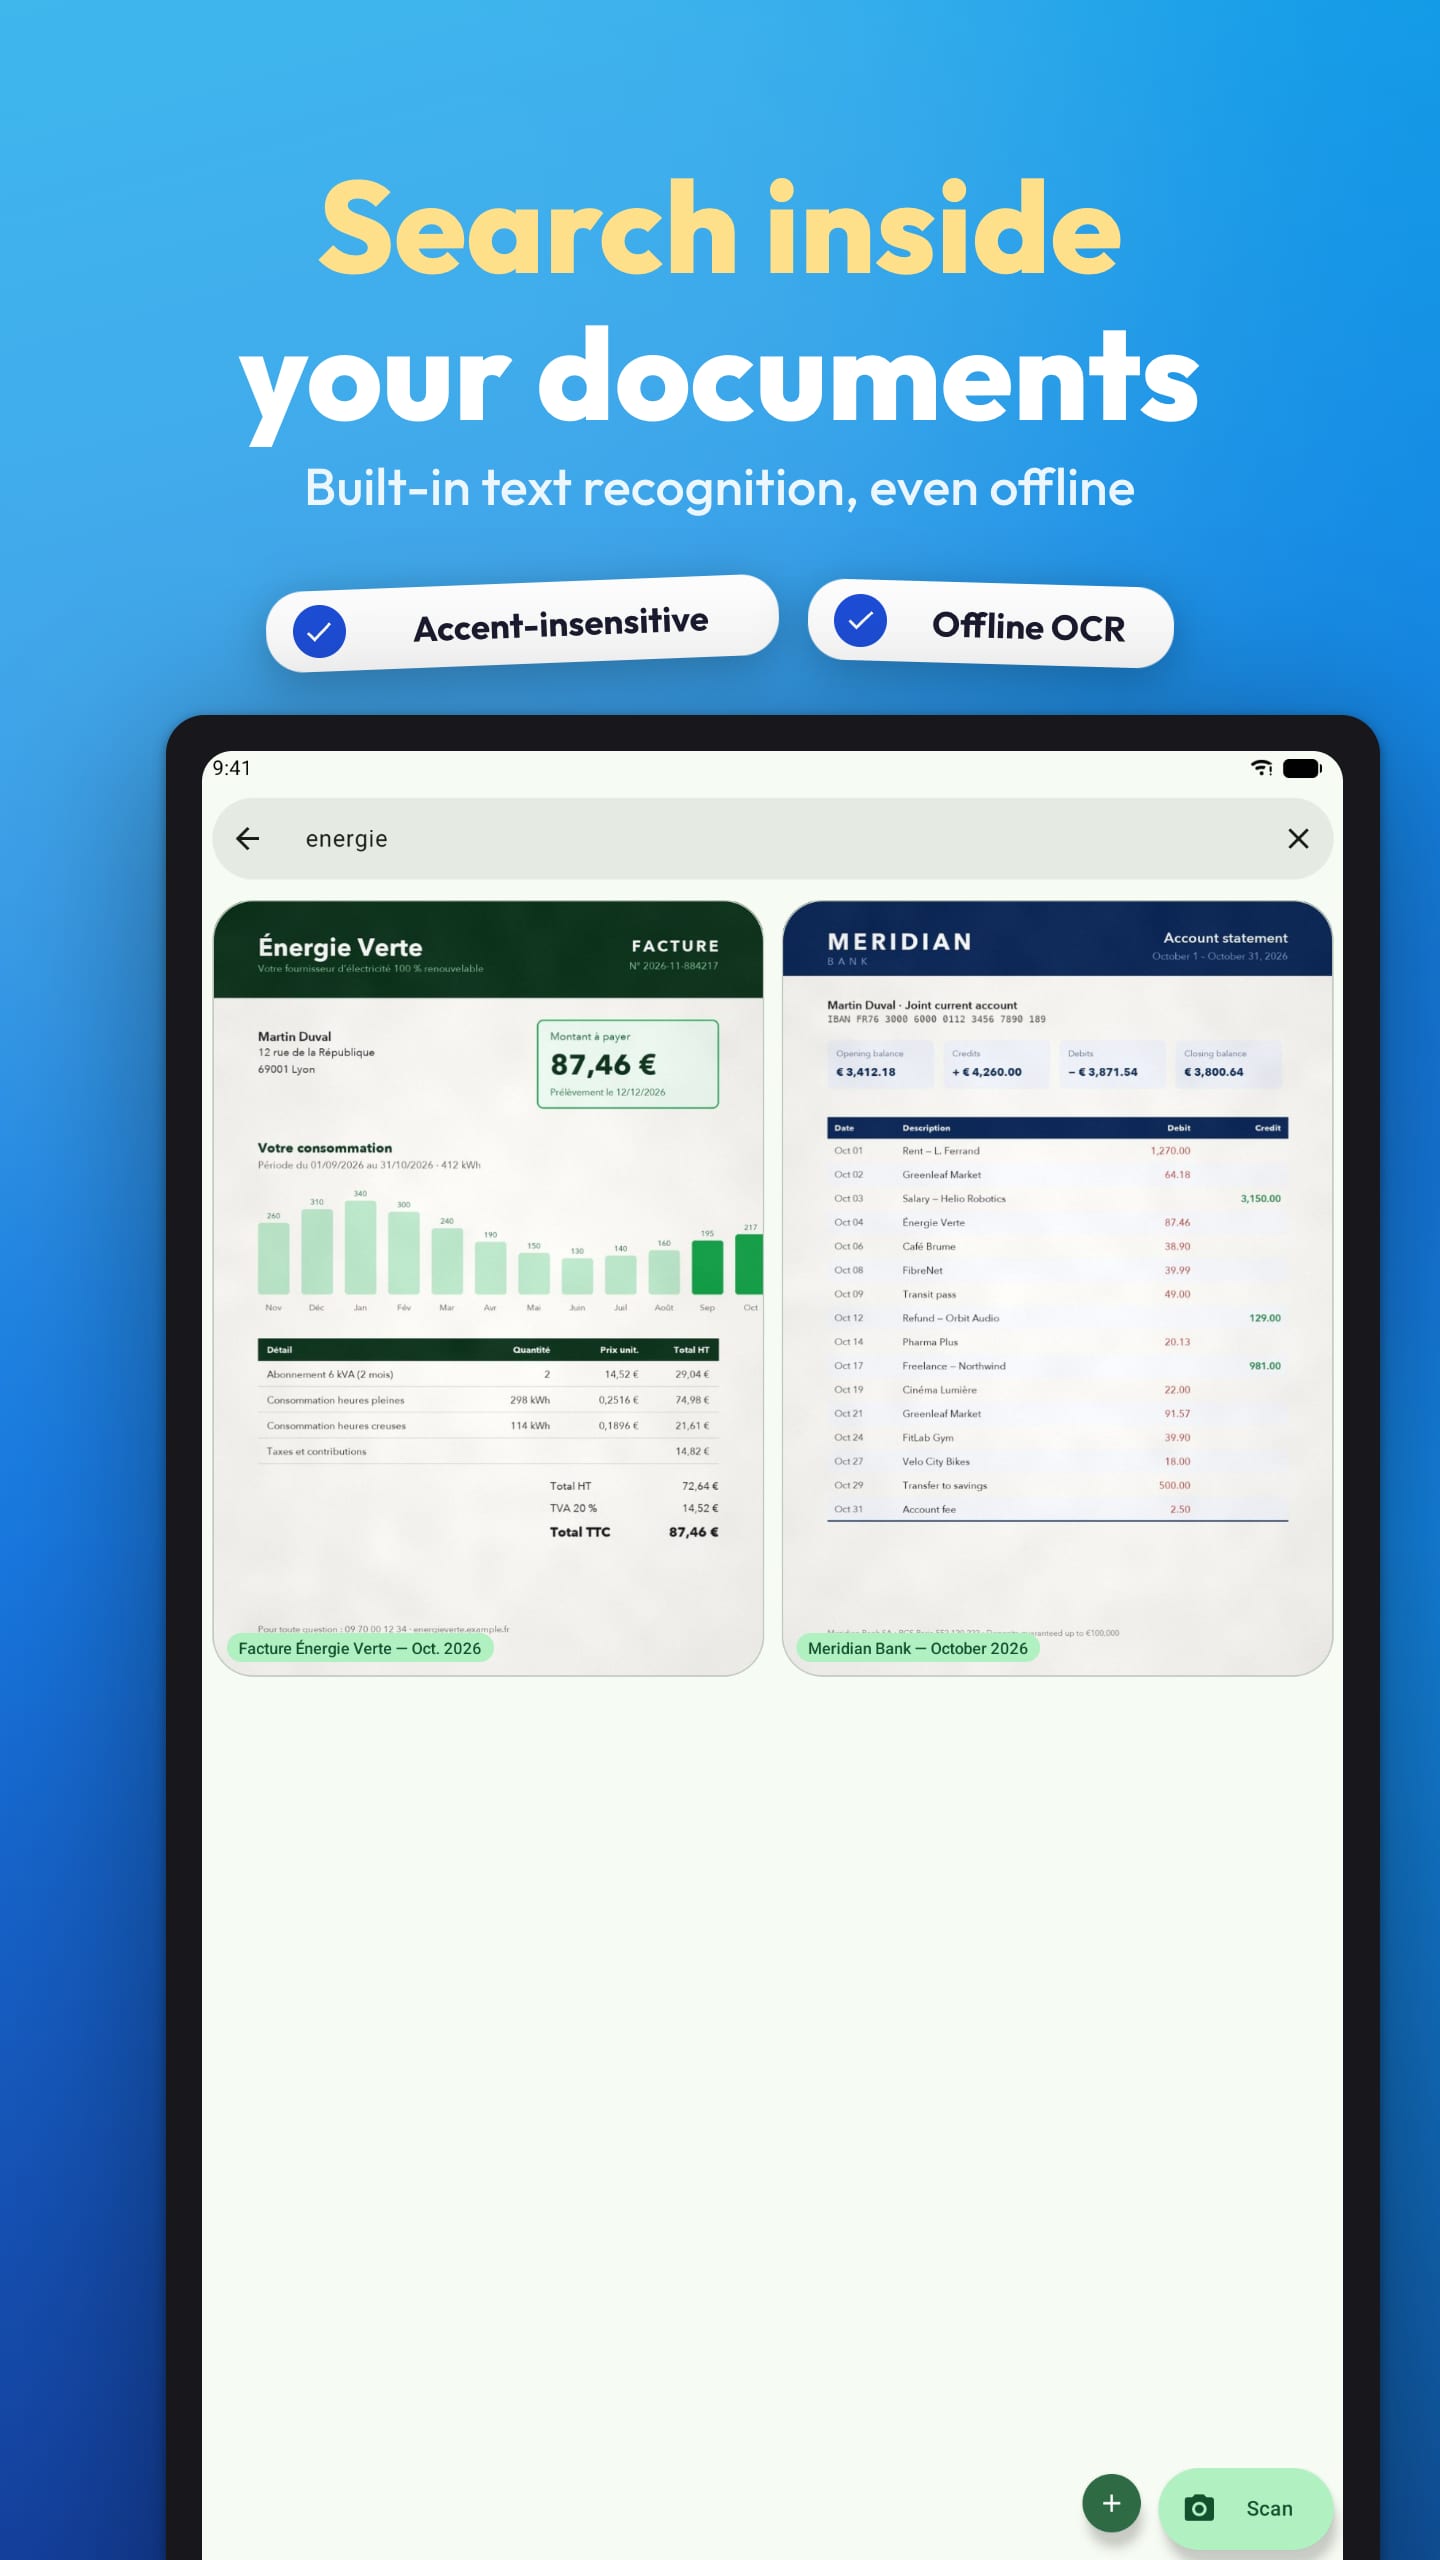 Search inside
your documents
Built-in text recognition, even offline
Accent-insensitive
Offline OCR
9:41
energie
Énergie Verte
Votre fournisseur d'électricité 100 % renouvelable
FACTURE
N° 2026-11-884217
Martin Duval
12 rue de la République
69001 Lyon
Montant à payer
87,46 €
Prélèvement le 12/12/2026
Votre consommation
Période du 01/09/2026 au 31/10/2026 · 412 kWh
260 310 340 300 240 190 150 130 140 160 195 217
Nov Déc Jan Fév Mar Avr Mai Juin Juil Août Sep Oct
Détail Quantité Prix unit. Total HT
Abonnement 6 kVA (2 mois) 2 14,52 € 29,04 €
Consommation heures pleines 298 kWh 0,2516 € 74,98 €
Consommation heures creuses 114 kWh 0,1896 € 21,61 €
Taxes et contributions 14,82 €
Total HT 72,64 €
TVA 20 % 14,52 €
Total TTC 87,46 €
Pour toute question : 09 70 00 12 34 · energieverte.example.fr
Facture Énergie Verte — Oct. 2026
MERIDIAN
BANK
Account statement
October 1 - October 31, 2026
Martin Duval · Joint current account
IBAN FR76 3000 6000 0112 3456 7890 189
Opening balance Credits Debits Closing balance
€ 3,412.18 + € 4,260.00 − € 3,871.54 € 3,800.64
Date Description Debit Credit
Oct 01 Rent – L. Ferrand 1,270.00
Oct 02 Greenleaf Market 64.18
Oct 03 Salary – Helio Robotics 3,150.00
Oct 04 Énergie Verte 87.46
Oct 06 Café Brume 38.90
Oct 08 FibreNet 39.99
Oct 09 Transit pass 49.00
Oct 12 Refund – Orbit Audio 129.00
Oct 14 Pharma Plus 20.13
Oct 17 Freelance – Northwind 981.00
Oct 19 Cinéma Lumière 22.00
Oct 21 Greenleaf Market 91.57
Oct 24 FitLab Gym 39.90
Oct 27 Velo City Bikes 18.00
Oct 29 Transfer to savings 500.00
Oct 31 Account fee 2.50
guaranteed up to €100,000
Meridian Bank — October 2026
Scan